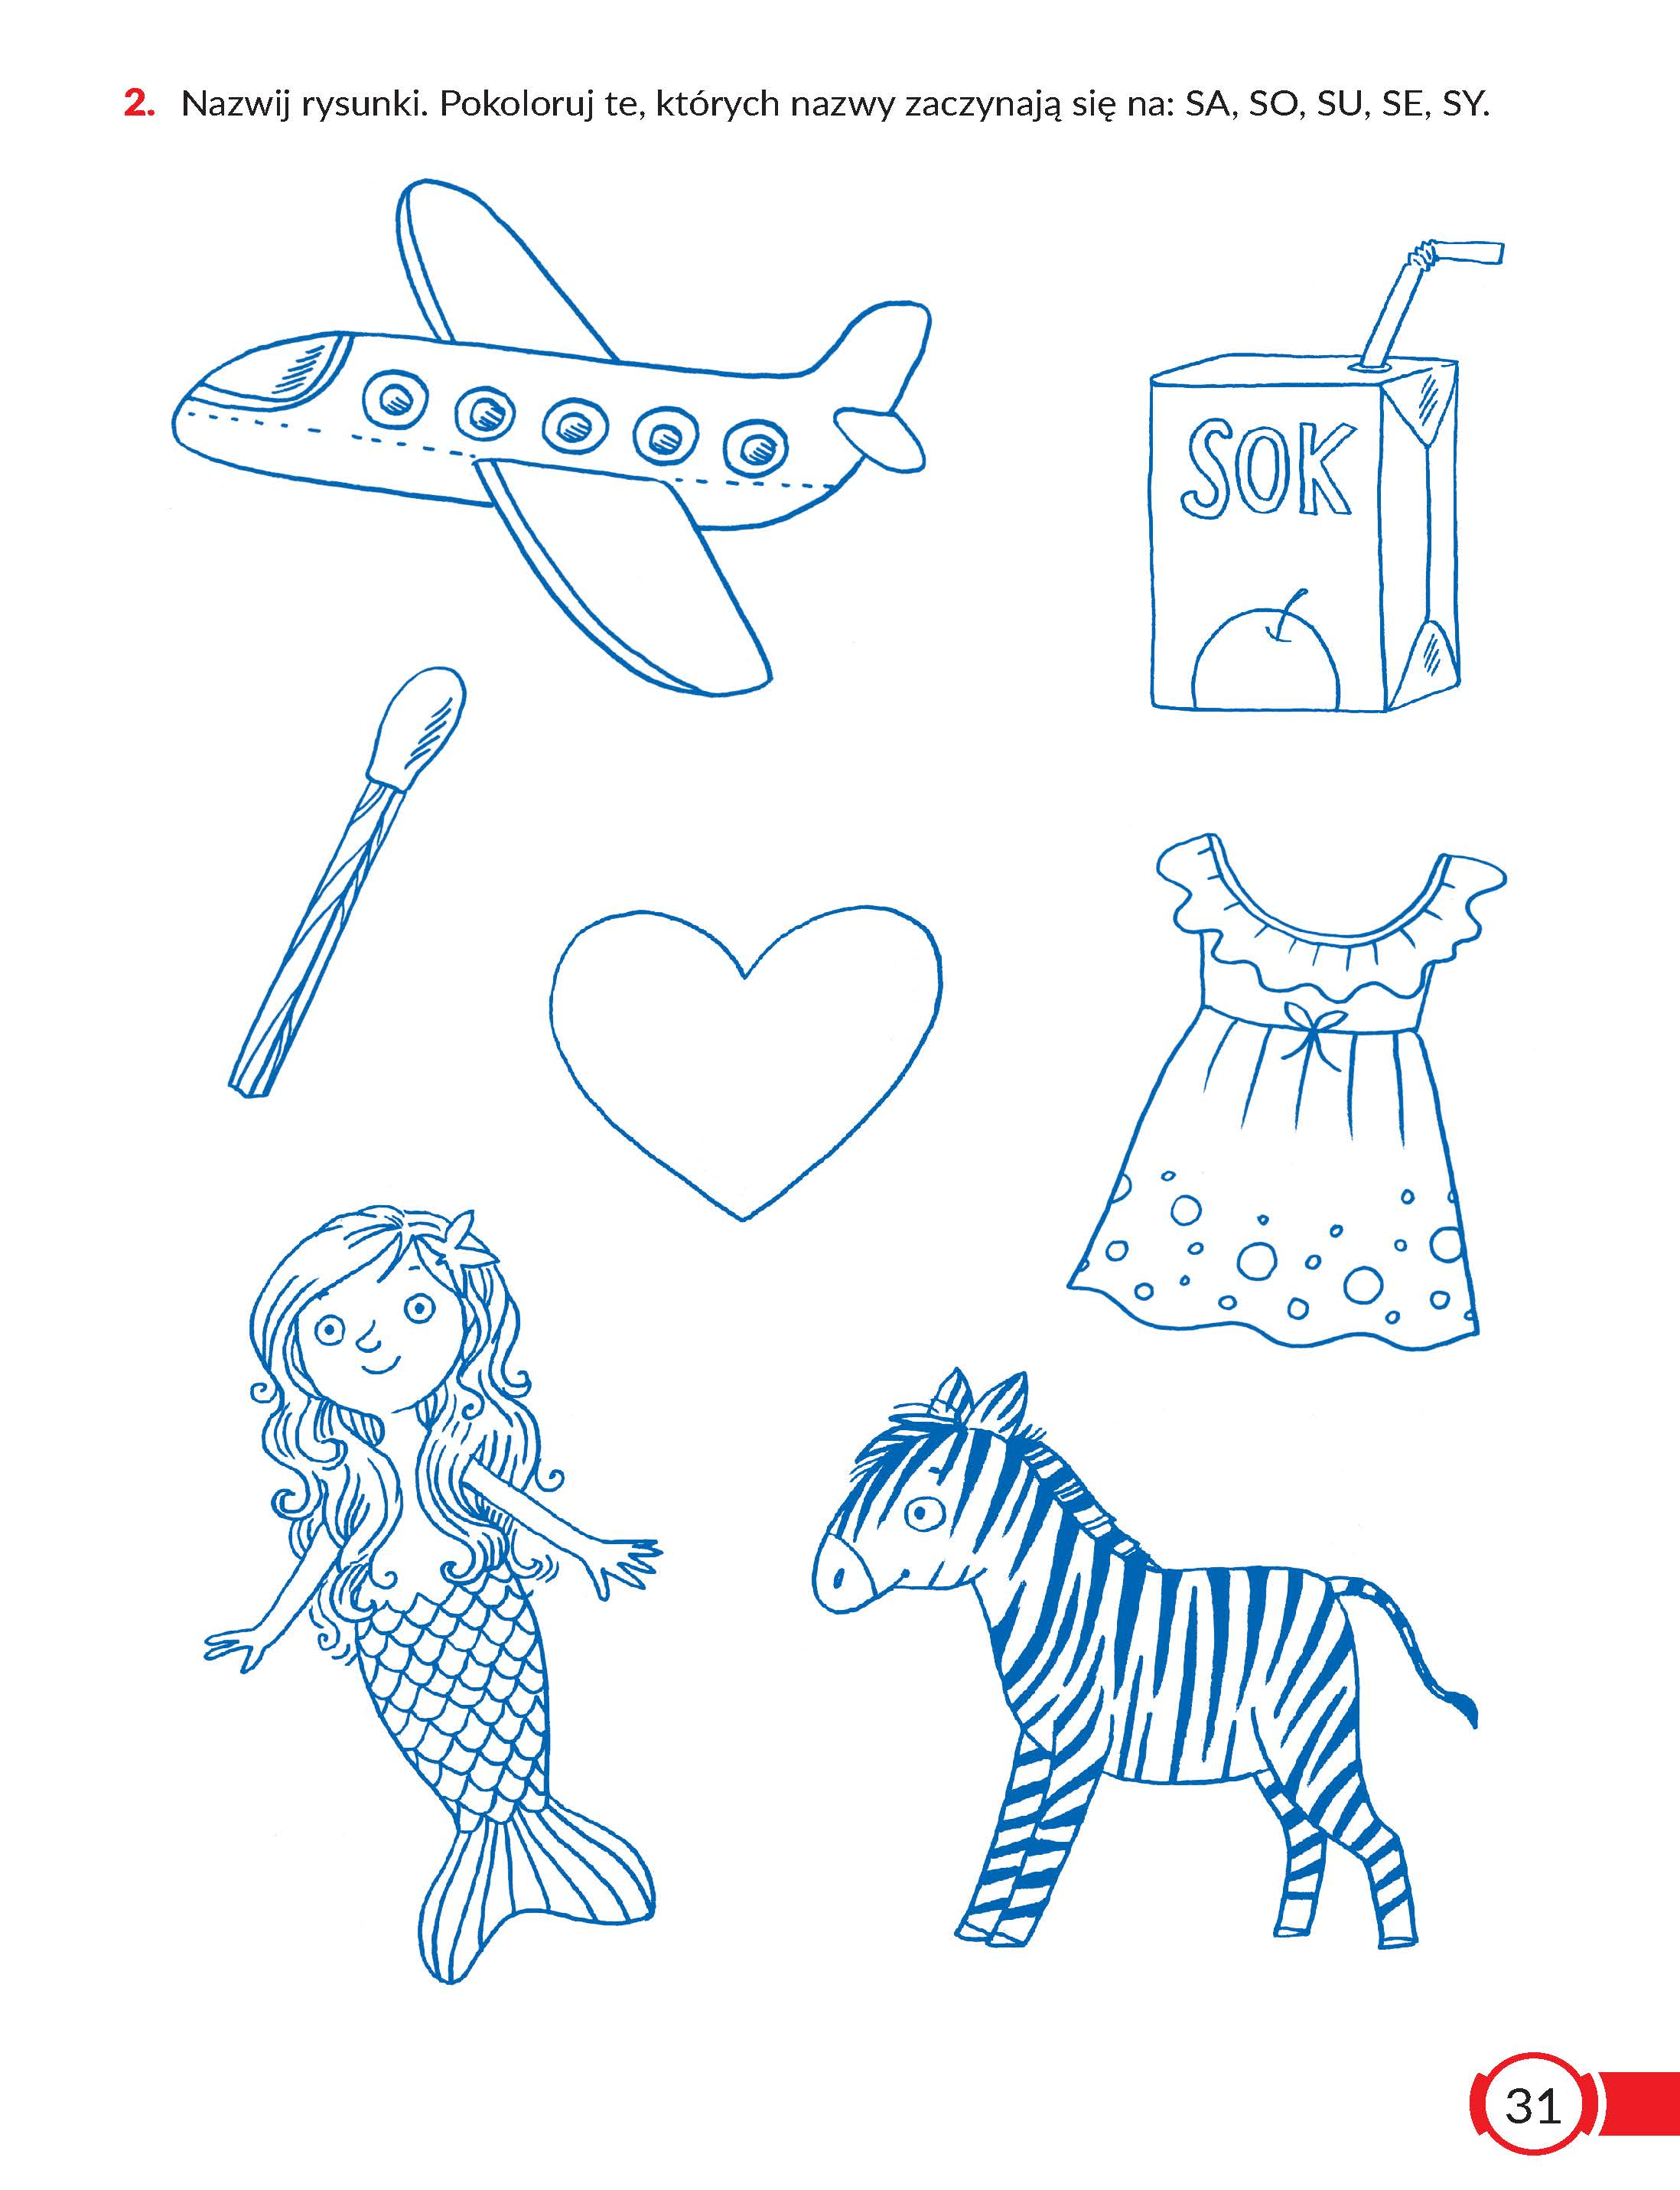 2. Nazwij rysunki. Pokoloruj te, których nazwy zaczynają się na: SA, SO, SU, SE, SY.
SOK
31